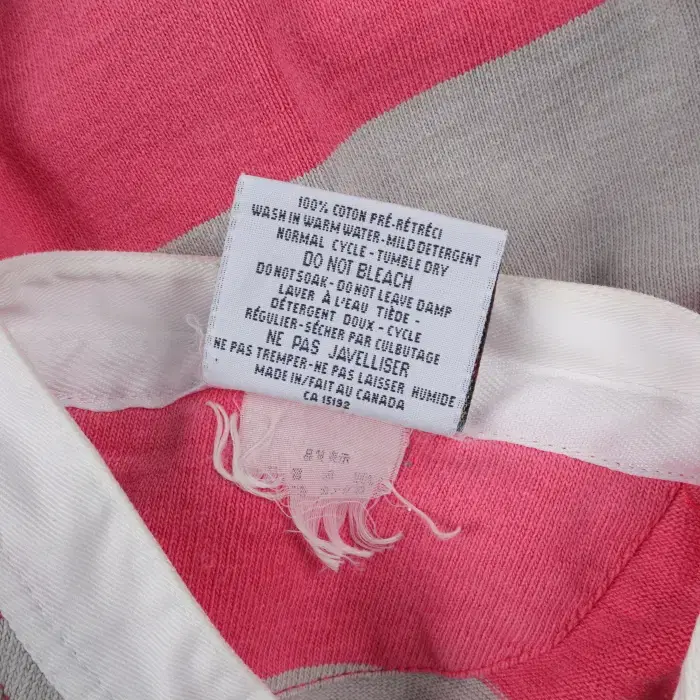 100% COTON PRÉ-RÉTRÉCI
WASH IN WARM WATER-MILD DETERGENT
NORMAL CYCLE-TUMBLE DRY
DO NOT BLEACH
DO NOT SOAK-DO NOT LEAVE DAMP
LAVER À L'EAU TIÈDE-
DÉTERGENT DOUX-CYCLE
RÉGULIER-SÉCHER PAR CULBUTAGE
NE PAS JAVELLISER
NE PAS TREMPER-NE PAS LAISSER HUMIDE
MADE IN/FAIT AU CANADA
CA 15192